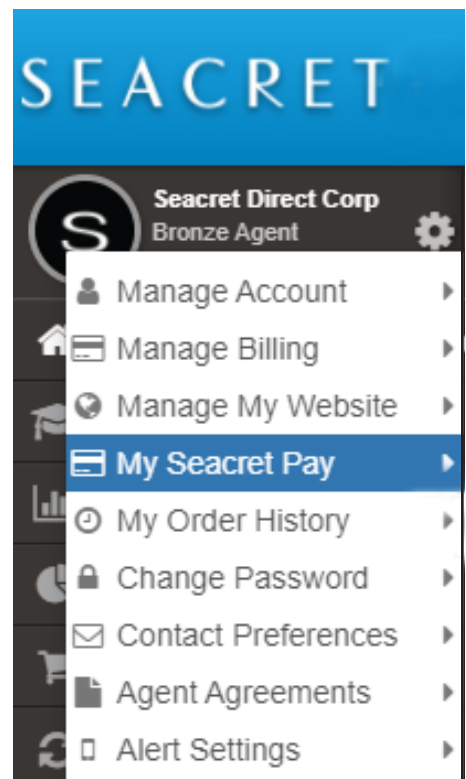 SEACRET
Seacret Direct Corp
S
Bronze Agent
Manage Account
Manage Billing
Manage My Website
My Seacret Pay
My Order History
Change Password
Contact Preferences
Agent Agreements
Alert Settings